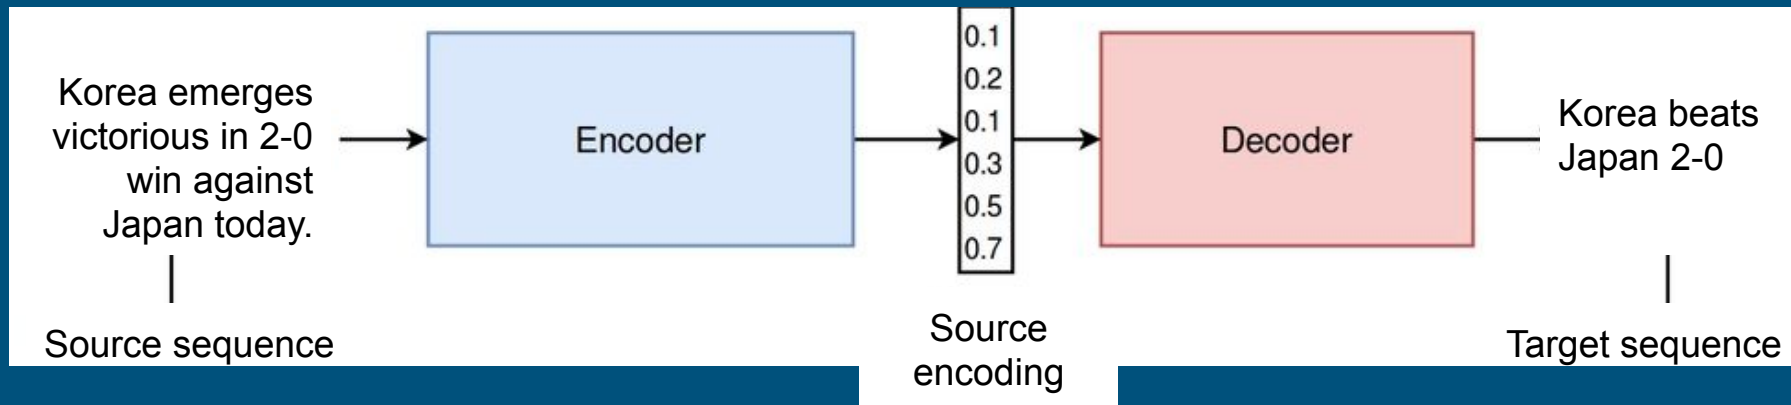 Korea emerges
victorious in 2-0
win against
Japan today.
Source sequence
Encoder
0.1
0.2
0.1
0.3
0.5
0.7
Source
encoding
Decoder
Korea beats
Japan 2-0
Target sequence